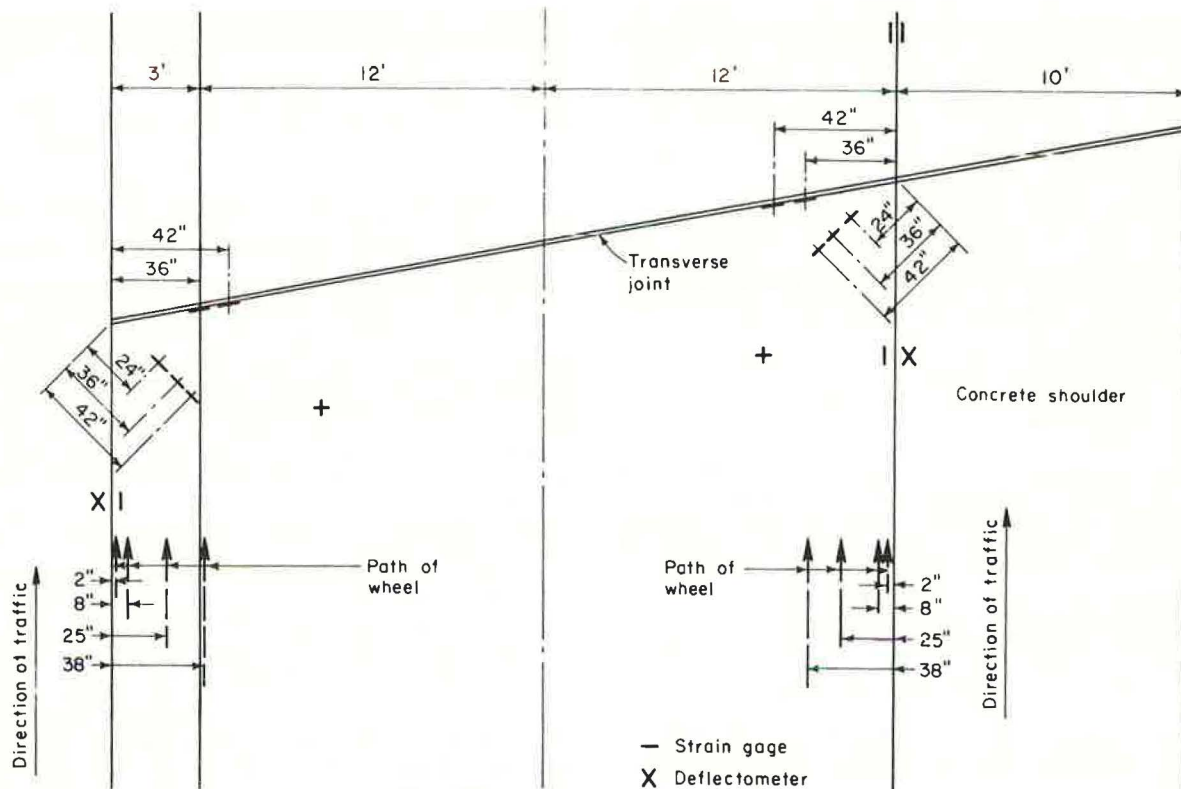 3'
12'
12'
10'
42"
36"
42"
36"
24"
36"
42"
Transverse
joint
24"
36"
42"
Concrete shoulder
Path of
wheel
Path of
wheel
2"
8"
25"
38"
2"
8"
25"
38"
Direction of traffic
Direction of traffic
Strain gage
X Deflectometer